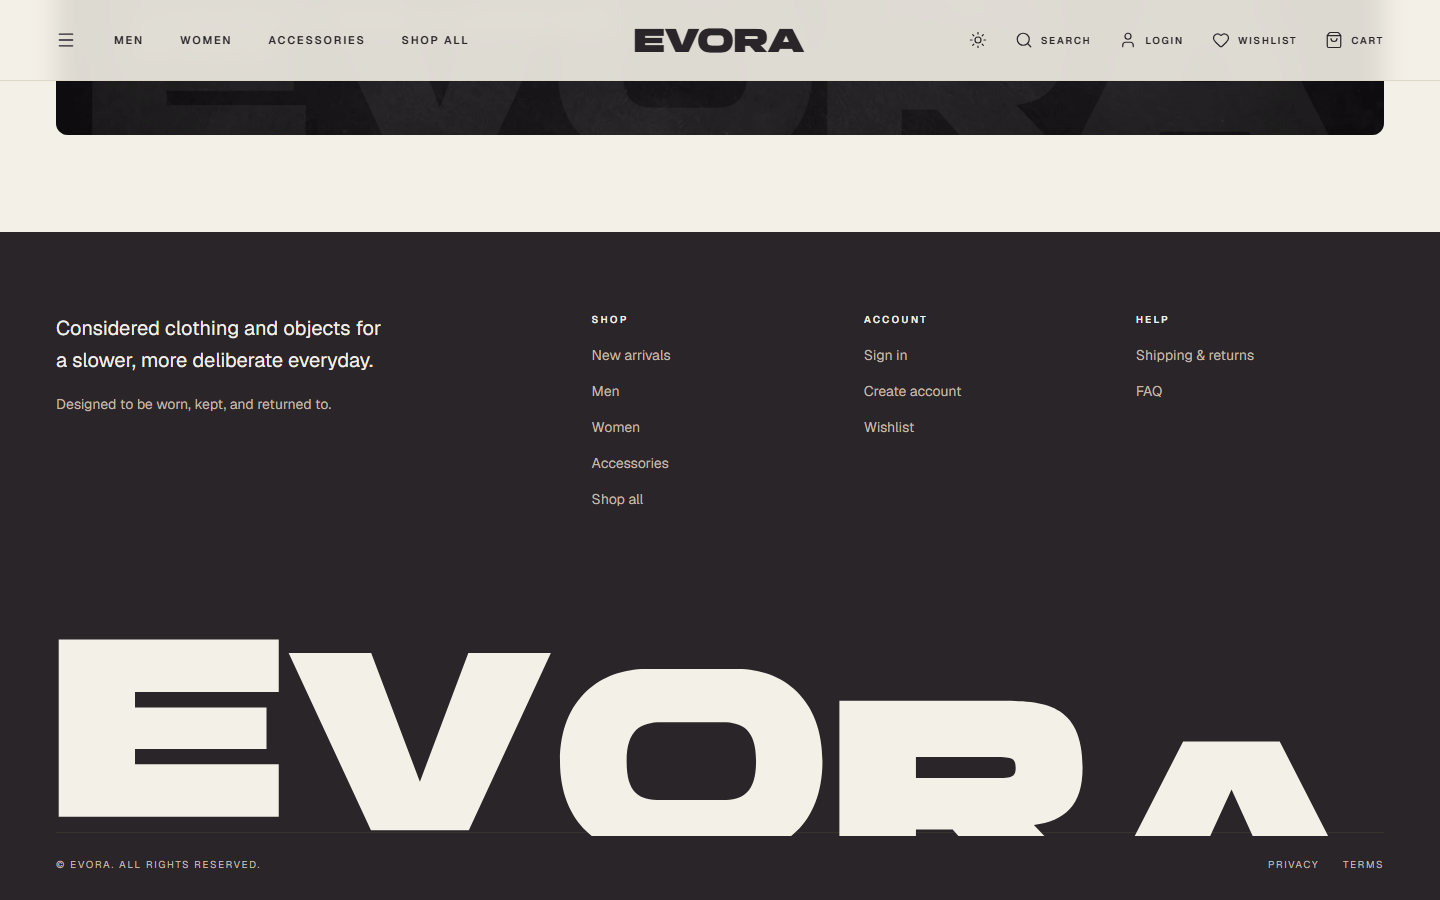 MEN
WOMEN
ACCESSORIES
SHOP ALL
EVORA
SEARCH
LOGIN
WISHLIST
CART
EVORA
Considered clothing and objects for
a slower, more deliberate everyday.
Designed to be worn, kept, and returned to.
SHOP
New arrivals
Men
Women
Accessories
Shop all
ACCOUNT
Sign in
Create account
Wishlist
HELP
Shipping & returns
FAQ
EVORA
© EVORA. ALL RIGHTS RESERVED.
PRIVACY
TERMS